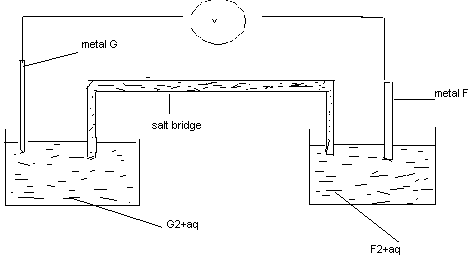 v
metal G
metal F
salt bridge
G2+aq
F2+aq